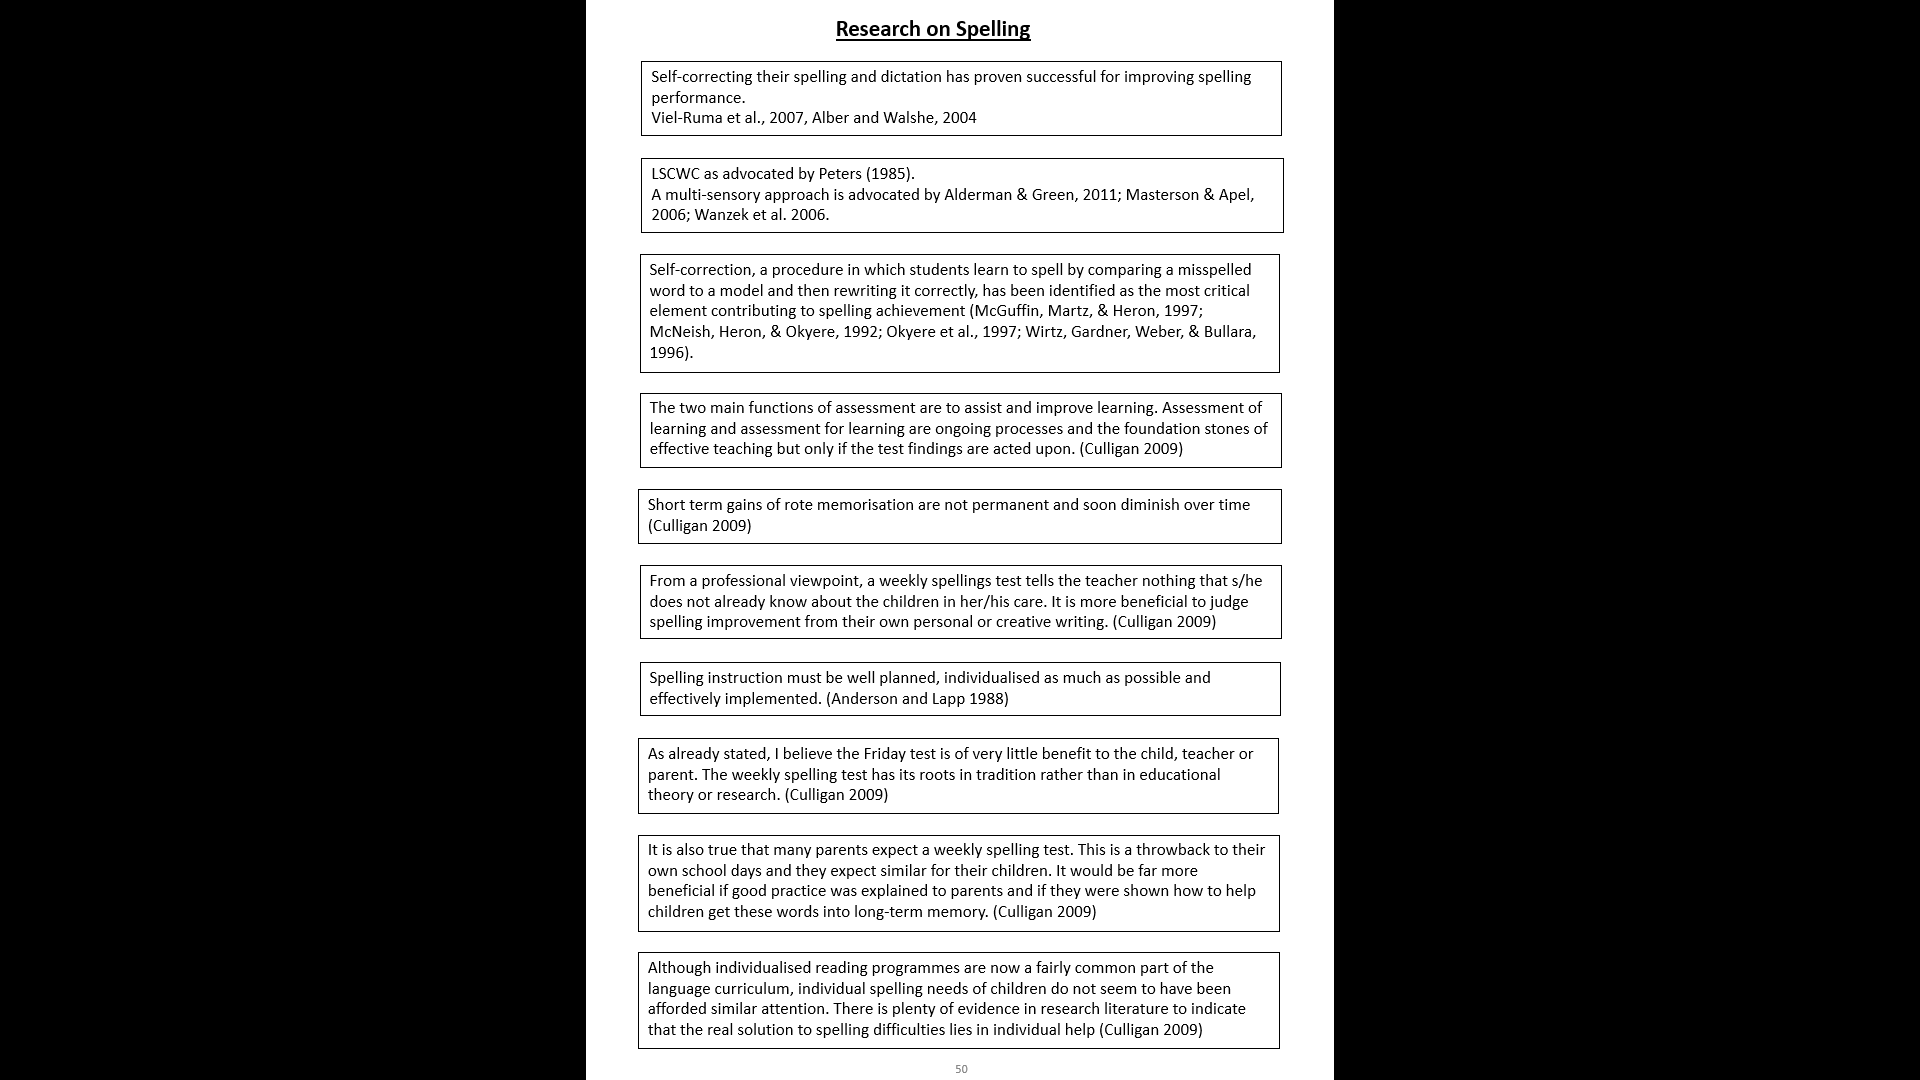 Research on Spelling
Self-correcting their spelling and dictation has proven successful for improving spelling
performance.
Viel-Ruma et al., 2007, Alber and Walshe, 2004
LSCWC as advocated by Peters (1985).
A multi-sensory approach is advocated by Alderman & Green, 2011; Masterson & Apel,
2006; Wanzek et al. 2006.
Self-correction, a procedure in which students learn to spell by comparing a misspelled
word to a model and then rewriting it correctly, has been identified as the most critical
element contributing to spelling achievement (McGuffin, Martz, & Heron, 1997;
McNeish, Heron, & Okyere, 1992; Okyere et al., 1997; Wirtz, Gardner, Weber, & Bullara,
1996).
The two main functions of assessment are to assist and improve learning. Assessment of
learning and assessment for learning are ongoing processes and the foundation stones of
effective teaching but only if the test findings are acted upon. (Culligan 2009)
Short term gains of rote memorisation are not permanent and soon diminish over time
(Culligan 2009)
From a professional viewpoint, a weekly spellings test tells the teacher nothing that s/he
does not already know about the children in her/his care. It is more beneficial to judge
spelling improvement from their own personal or creative writing. (Culligan 2009)
Spelling instruction must be well planned, individualised as much as possible and
effectively implemented. (Anderson and Lapp 1988)
As already stated, I believe the Friday test is of very little benefit to the child, teacher or
parent. The weekly spelling test has its roots in tradition rather than in educational
theory or research. (Culligan 2009)
It is also true that many parents expect a weekly spelling test. This is a throwback to their
own school days and they expect similar for their children. It would be far more
beneficial if good practice was explained to parents and if they were shown how to help
children get these words into long-term memory. (Culligan 2009)
Although individualised reading programmes are now a fairly common part of the
language curriculum, individual spelling needs of children do not seem to have been
afforded similar attention. There is plenty of evidence in research literature to indicate
that the real solution to spelling difficulties lies in individual help (Culligan 2009)
50